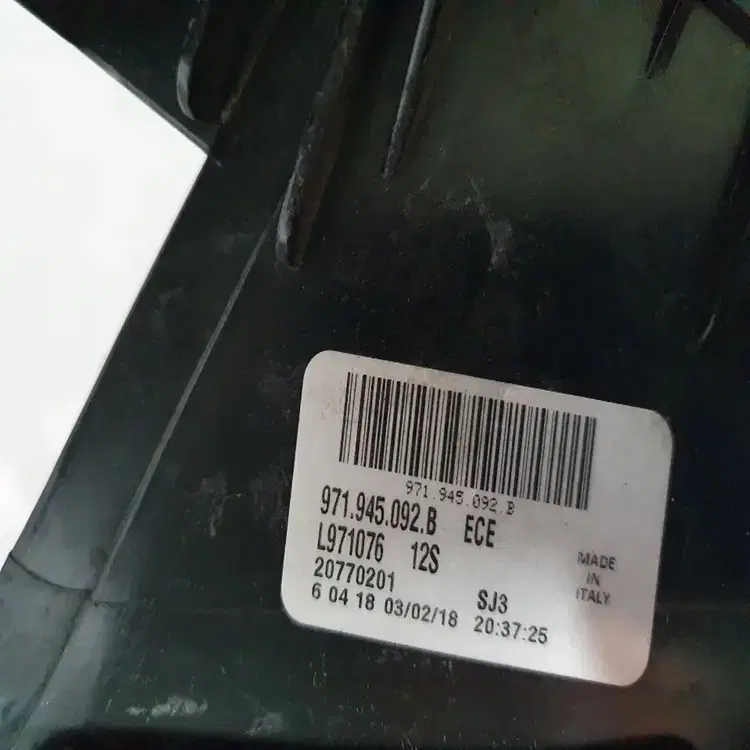 971.945.092.B
971.945.092.B ECE
L971076 12S
20770201 SJ3
6 04 18 03/02/18 20:37:25
MADE
IN
ITALY